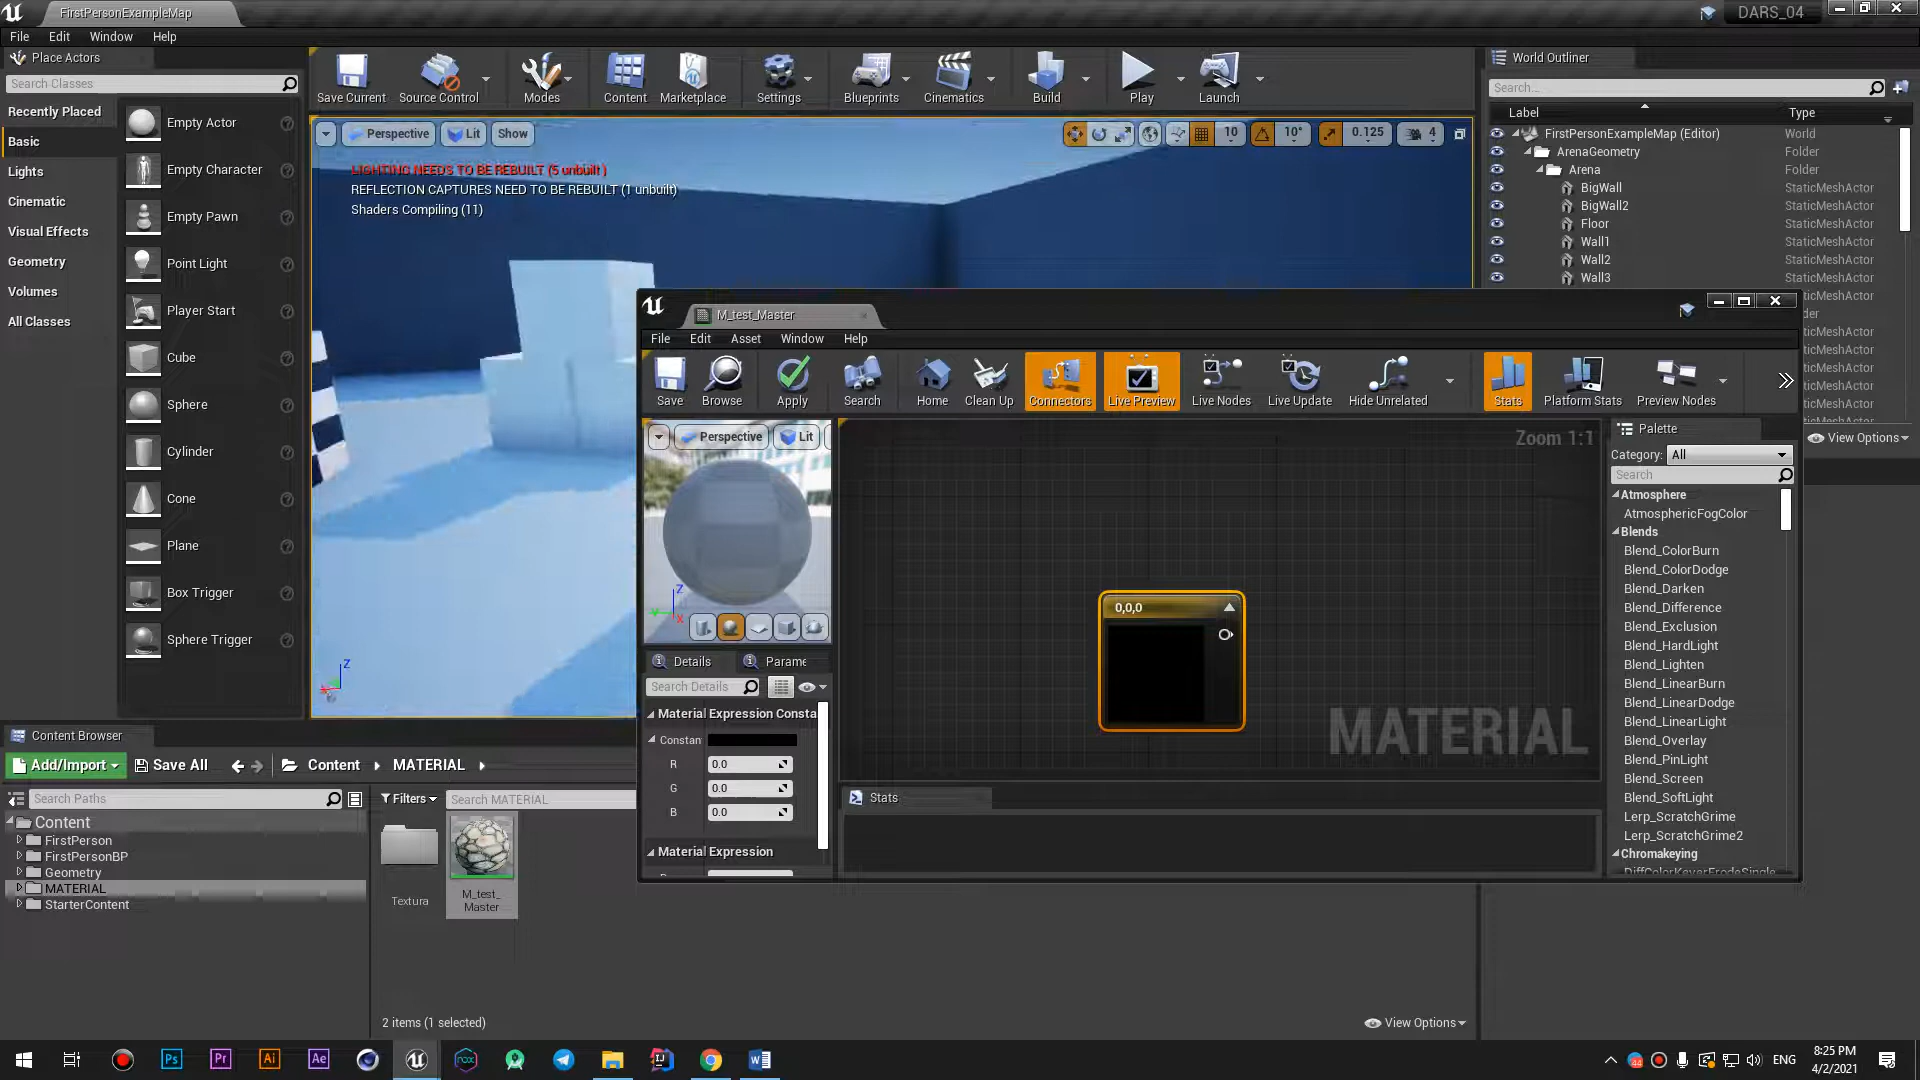 FirstPersonExampleMap
DARS_04
File Edit Window Help
Place Actors
Search Classes
Recently Placed
Basic
Lights
Cinematic
Visual Effects
Geometry
Volumes
All Classes
Empty Actor
Empty Character
Empty Pawn
Point Light
Player Start
Cube
Sphere
Cylinder
Cone
Plane
Box Trigger
Sphere Trigger
Save Current Source Control Modes Content Marketplace Settings Blueprints Cinematics Build Play Launch
Perspective Lit Show
10 10° 0.125 4
LIGHTING NEEDS TO BE REBUILT (5 unbuilt )
REFLECTION CAPTURES NEED TO BE REBUILT (1 unbuilt)
Shaders Compiling (11)
Z
World Outliner
Search...
Label Type
FirstPersonExampleMap (Editor) World
ArenaGeometry Folder
Arena Folder
BigWall StaticMeshActor
BigWall2 StaticMeshActor
Floor StaticMeshActor
Wall1 StaticMeshActor
Wall2 StaticMeshActor
Wall3 StaticMeshActor
View Options
M_test_Master
File Edit Asset Window Help
Save Browse Apply Search Home Clean Up Connectors Live Preview Live Nodes Live Update Hide Unrelated Stats Platform Stats Preview Nodes
Perspective Lit
Z
Y
X
Zoom 1:1
0,0,0
MATERIAL
Details Parame
Search Details
Material Expression Consta
Constan
R 0.0
G 0.0
B 0.0
Material Expression
Stats
Palette
Category: All
Search
Atmosphere
AtmosphericFogColor
Blends
Blend_ColorBurn
Blend_ColorDodge
Blend_Darken
Blend_Difference
Blend_Exclusion
Blend_HardLight
Blend_Lighten
Blend_LinearBurn
Blend_LinearDodge
Blend_LinearLight
Blend_Overlay
Blend_PinLight
Blend_Screen
Blend_SoftLight
Lerp_ScratchGrime
Lerp_ScratchGrime2
Chromakeying
Content Browser
Add/Import Save All Content MATERIAL
Search Paths
Filters Search MATERIAL
Content
FirstPerson
FirstPersonBP
Geometry
MATERIAL
StarterContent
Textura
M_test_
Master
2 items (1 selected)
View Options
Ps Pr Ai Ae
ENG
8:25 PM
4/2/2021